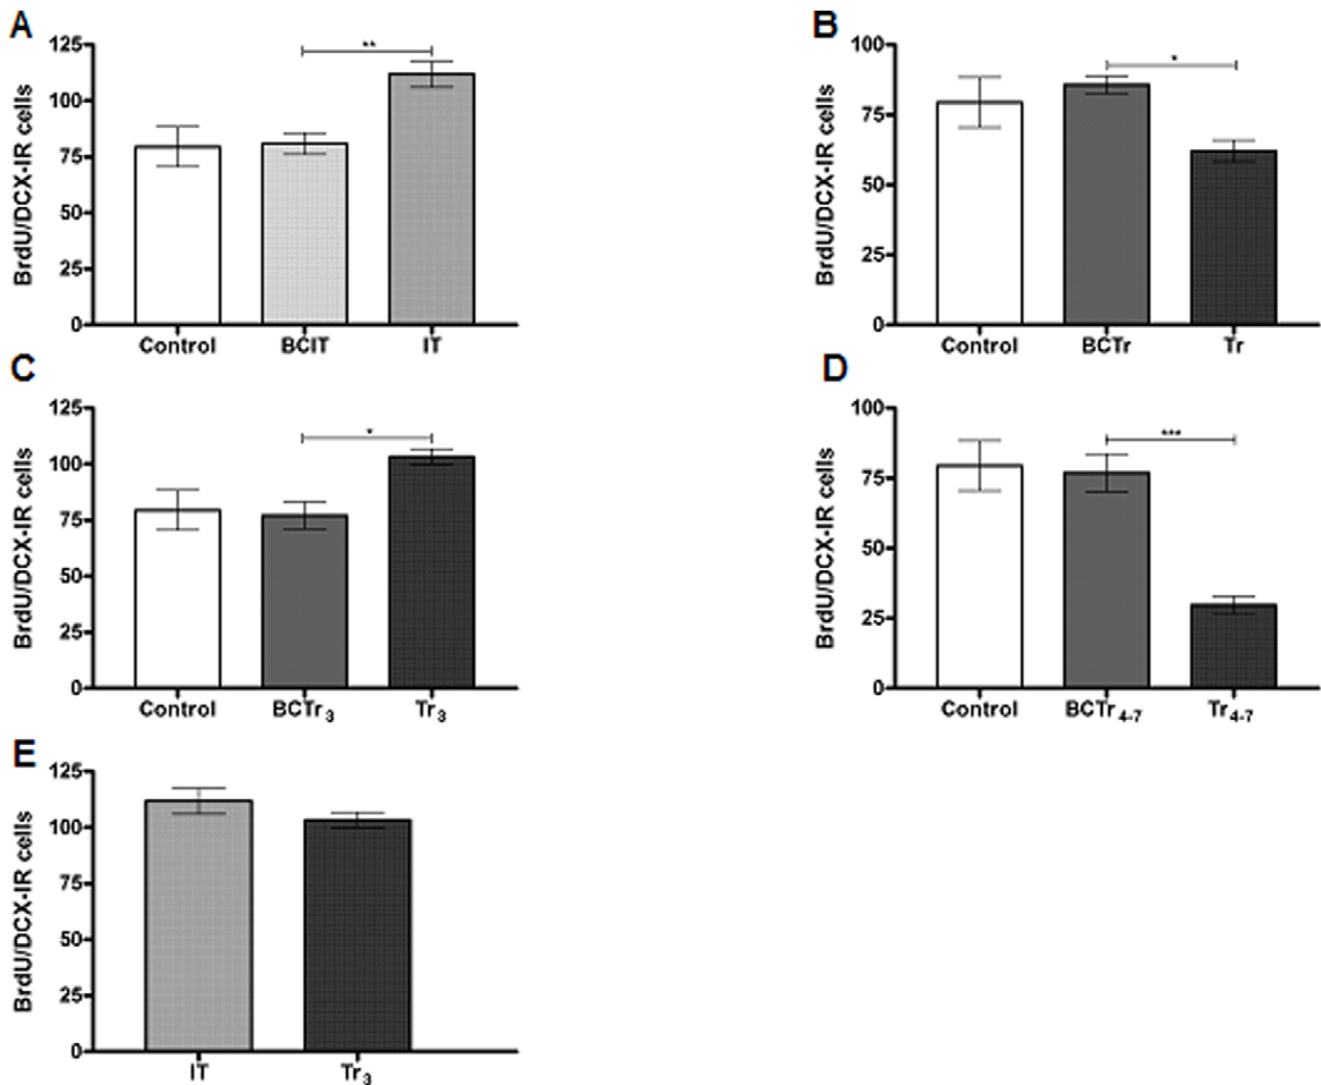 A
BrdU/DCX-IR cells
125
100
75
50
25
0
**
Control BCIT IT
B
BrdU/DCX-IR cells
100
75
50
25
0
*
Control BCTr Tr
C
BrdU/DCX-IR cells
125
100
75
50
25
0
*
Control BCTr3 Tr3
D
BrdU/DCX-IR cells
100
75
50
25
0
***
Control BCTr4-7 Tr4-7
E
BrdU/DCX-IR cells
125
100
75
50
25
0
IT Tr3